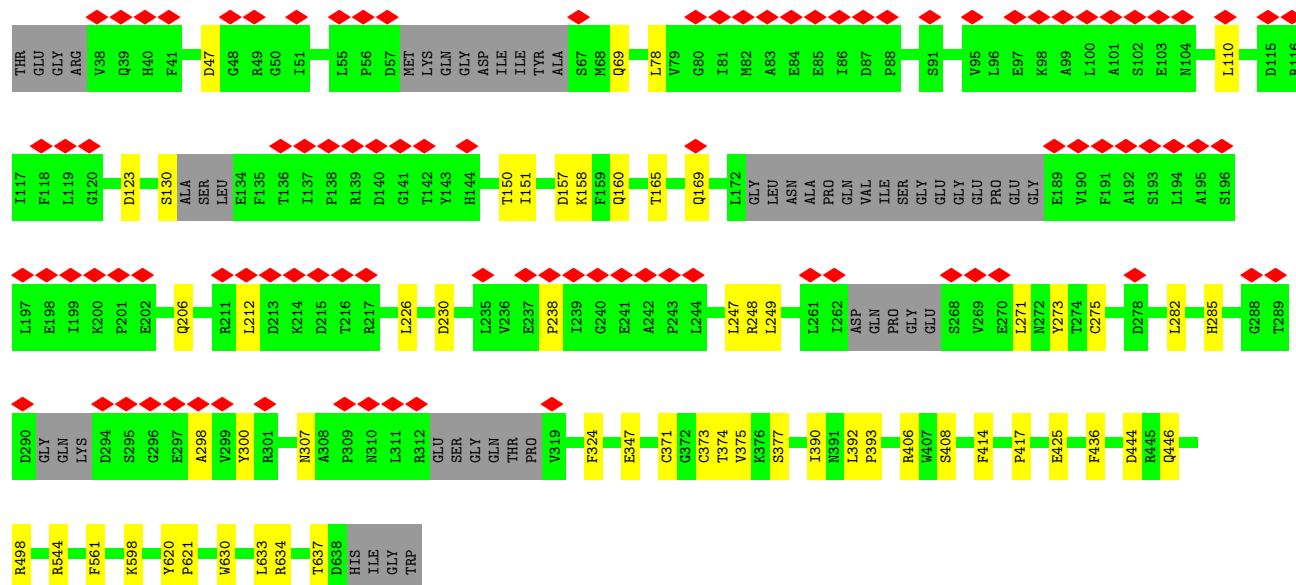 THR GLU GLY ARG V38 Q39 H40 F41 D47 G48 R49 G50 I51 L55 P56 D57 MET LYS GLN GLY ASP ILE ILE TYR ALA S67 M68 Q69 L78 V79 G80 I81 M82 A83 E84 E85 I86 D87 P88 S91 V95 L96 E97 K98 A99 L100 A101 S102 E103 N104 L110 D115 R116
I117 F118 L119 G120 D123 S130 ALA SER LEU E134 F135 T136 I137 P138 R139 D140 G141 T142 Y143 H144 T150 I151 D157 K158 F159 Q160 T165 Q169 L172 GLY LEU ASN ALA PRO GLN VAL ILE SER GLY GLU GLY GLU PRO GLU GLY E189 V190 F191 A192 S193 L194 A195 S196
L197 E198 I199 K200 P201 E202 Q206 R211 L212 D213 K214 D215 T216 R217 L226 D230 L235 V236 E237 P238 I239 G240 E241 A242 P243 L244 L247 R248 L249 L261 I262 ASP GLN PRO GLY GLU S268 V269 E270 L271 N272 Y273 T274 C275 D278 L282 H285 G288 T289
D290 GLY GLN LYS D294 S295 G296 E297 A298 V299 Y300 R301 N307 A308 P309 N310 L311 R312 GLU SER GLY GLN THR PRO V319 F324 E347 C371 G372 C373 T374 V375 K376 S377 I390 N391 L392 P393 R406 W407 S408 F414 P417 E425 F436 D444 R445 Q446
R498 R544 F561 K598 Y620 P621 W630 L633 R634 T637 D638 HIS ILE GLY TRP